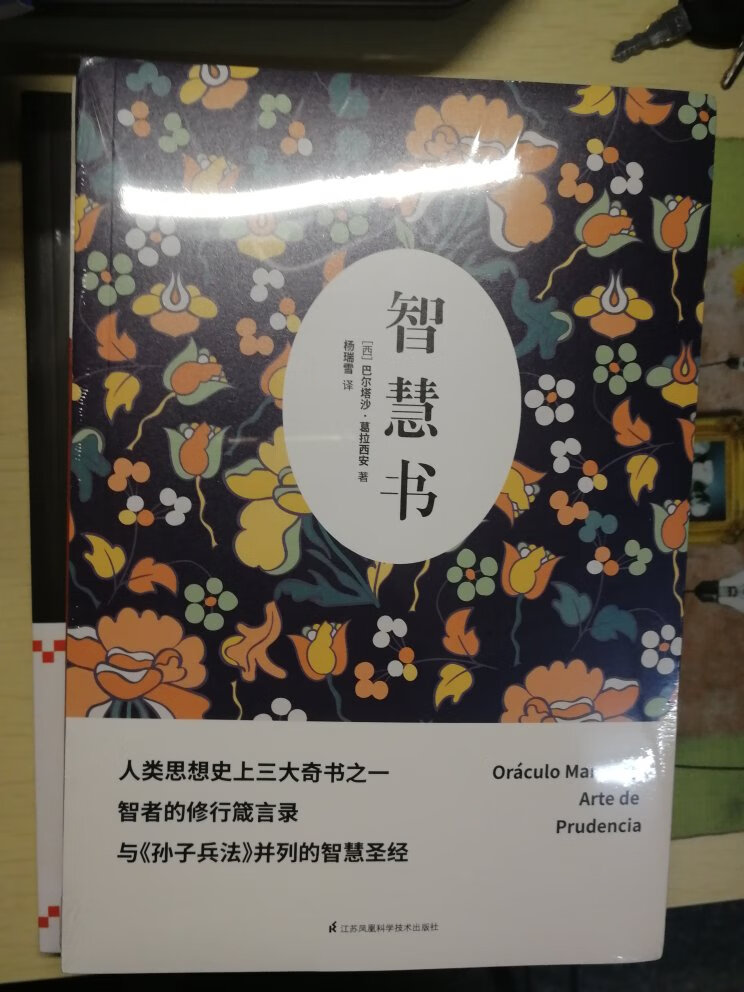 智慧书
[西] 巴尔塔沙·葛拉西安 著
杨瑞雪 译
人类思想史上三大奇书之一
智者的修行箴言录
与《孙子兵法》并列的智慧圣经
Oráculo
Arte de
Prudencia
江苏凤凰科学技术出版社